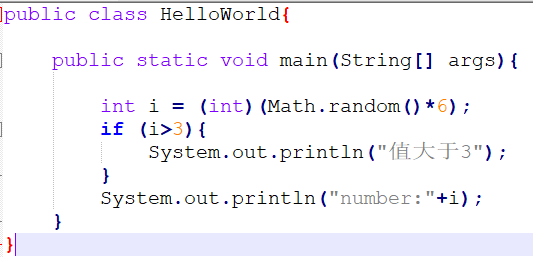 public class HelloWorld{
public static void main(String[] args){
int i = (int)(Math.random()*6);
if (i>3){
System.out.println("值大于3");
}
System.out.println("number:"+i);
}
}